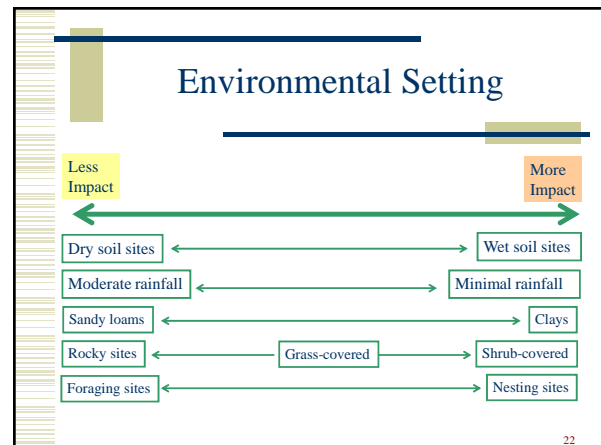 Environmental Setting
Less
Impact
More
Impact
Dry soil sites
Wet soil sites
Moderate rainfall
Minimal rainfall
Sandy loams
Clays
Rocky sites
Grass-covered
Shrub-covered
Foraging sites
Nesting sites
22